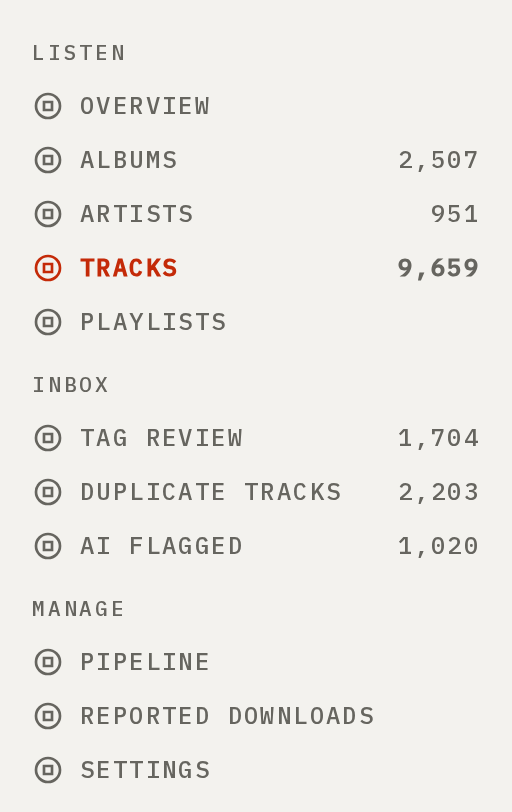 LISTEN
OVERVIEW
ALBUMS 2,507
ARTISTS 951
TRACKS 9,659
PLAYLISTS
INBOX
TAG REVIEW 1,704
DUPLICATE TRACKS 2,203
AI FLAGGED 1,020
MANAGE
PIPELINE
REPORTED DOWNLOADS
SETTINGS